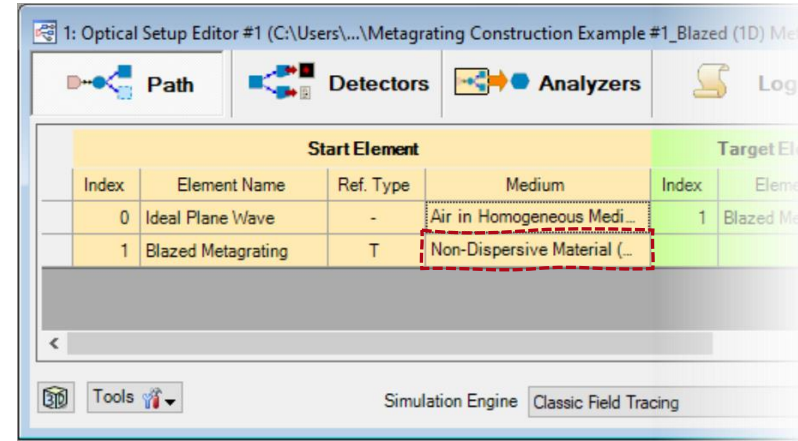 1: Optical Setup Editor #1 (C:\Users\...\Metagrating Construction Example #1_Blazed (1D) Me
Path Detectors Analyzers Log
Start Element Target El
Index Element Name Ref. Type Medium Index Eleme
0 Ideal Plane Wave - Air in Homogeneous Medi... 1 Blazed Me
1 Blazed Metagrating T Non-Dispersive Material (...
3D Tools Simulation Engine Classic Field Tracing